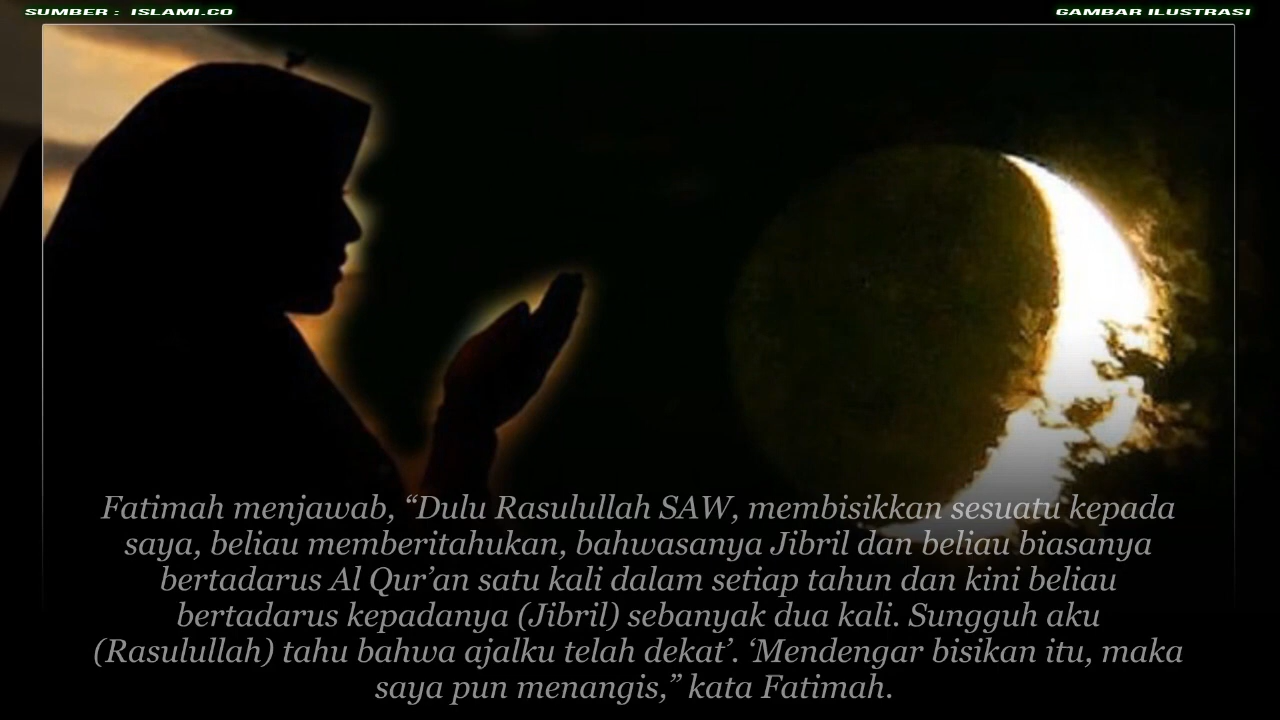 SUMBER : ISLAMI.CO
GAMBAR ILUSTRASI
Fatimah menjawab, “Dulu Rasulullah SAW, membisikkan sesuatu kepada
saya, beliau memberitahukan, bahwasanya Jibril dan beliau biasanya
bertadarus Al Qur’an satu kali dalam setiap tahun dan kini beliau
bertadarus kepadanya (Jibril) sebanyak dua kali. Sungguh aku
(Rasulullah) tahu bahwa ajalku telah dekat’. ‘Mendengar bisikan itu, maka
saya pun menangis,” kata Fatimah.